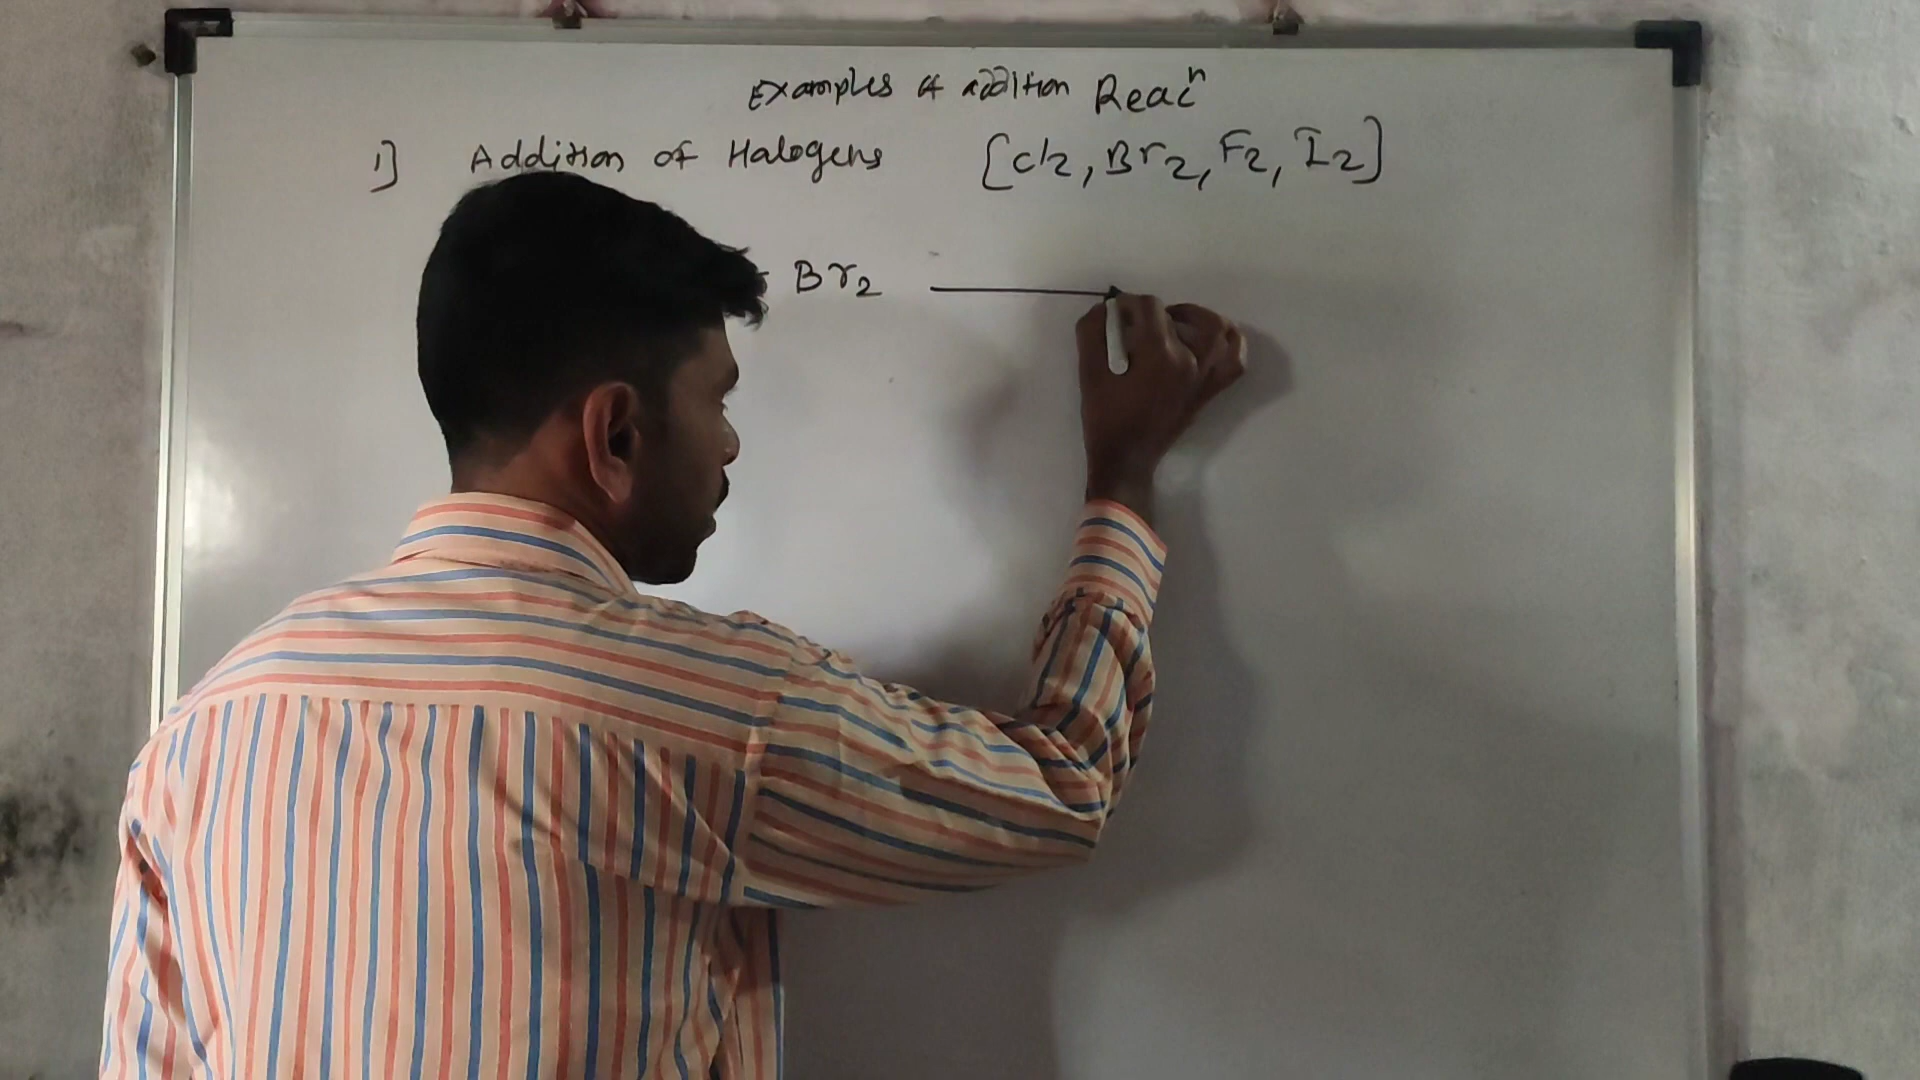 Examples of addition Reacⁿ
1] Addition of Halogens [Cl2, Br2, F2, I2]
+ Br2 ⟶